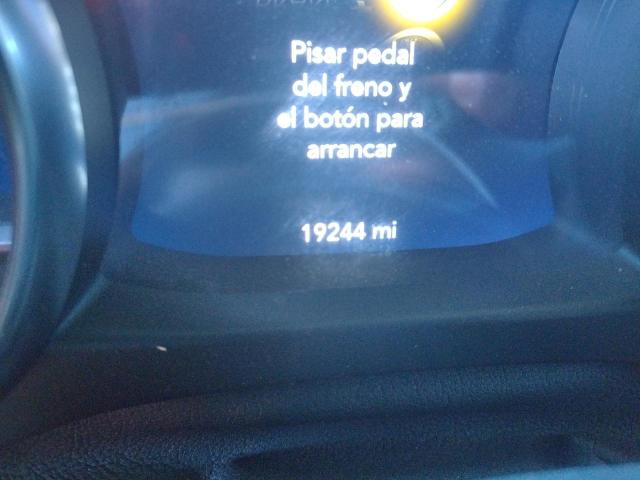 Pisar pedal
del freno y
el botón para
arrancar
19244 mi